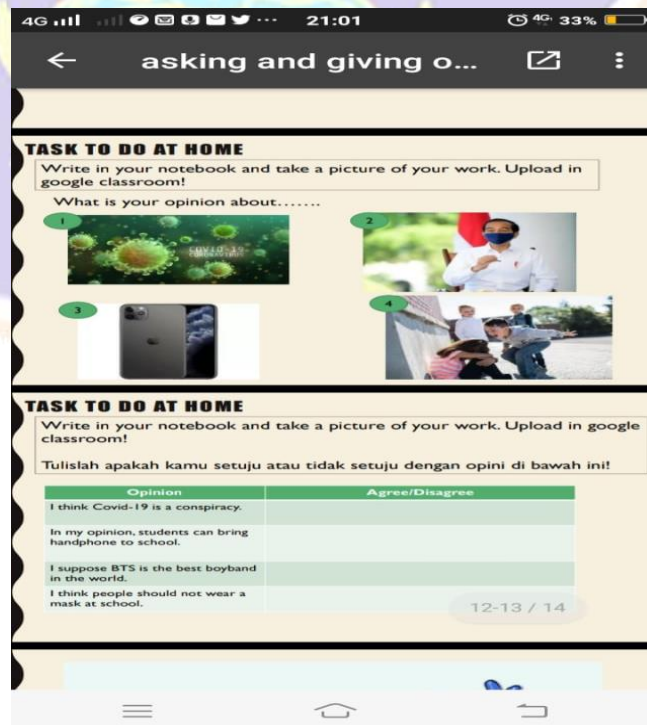 4G 21:01 4G 33%
asking and giving o...
TASK TO DO AT HOME
Write in your notebook and take a picture of your work. Upload in
google classroom!
What is your opinion about.......
1
2
COVID-19
CORONAVIRUS
3
4
TASK TO DO AT HOME
Write in your notebook and take a picture of your work. Upload in google
classroom!
Tulislah apakah kamu setuju atau tidak setuju dengan opini di bawah ini!
Opinion Agree/Disagree
I think Covid-19 is a conspiracy.
In my opinion, students can bring
handphone to school.
I suppose BTS is the best boyband
in the world.
I think people should not wear a
mask at school.
12-13 / 14